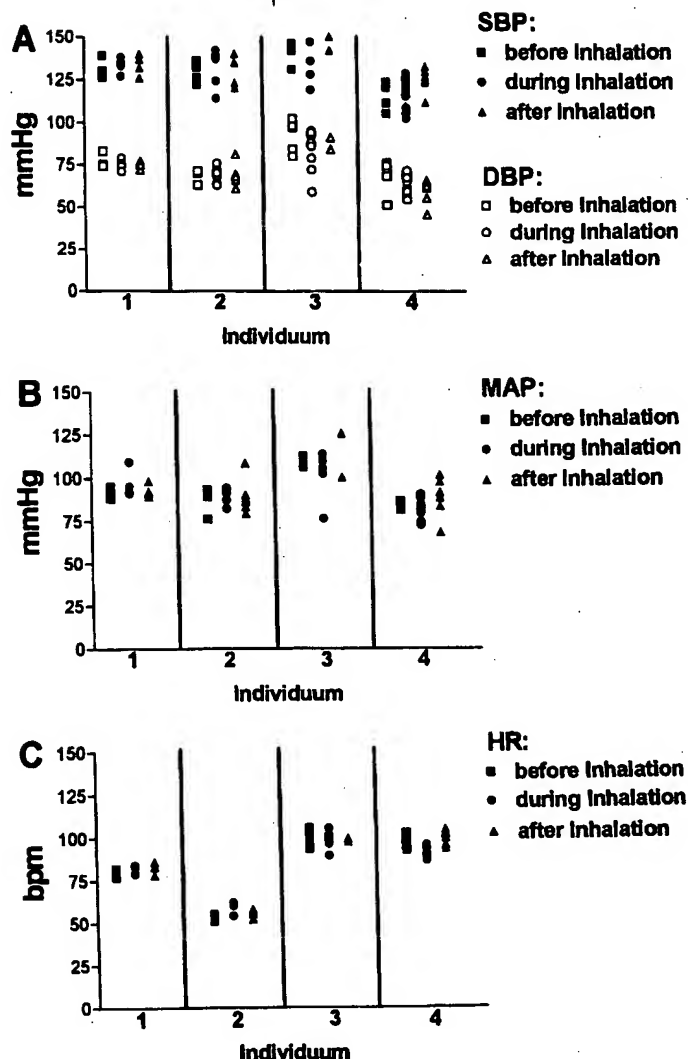 A
150
125
100
75
50
25
0
mmHg
1 2 3 4
Individuum
SBP:
before Inhalation
during Inhalation
after Inhalation
DBP:
before Inhalation
during Inhalation
after Inhalation
B
150
125
100
75
50
25
0
mmHg
1 2 3 4
Individuum
MAP:
before Inhalation
during Inhalation
after Inhalation
C
150
125
100
75
50
25
0
bpm
1 2 3 4
Individuum
HR:
before Inhalation
during Inhalation
after Inhalation